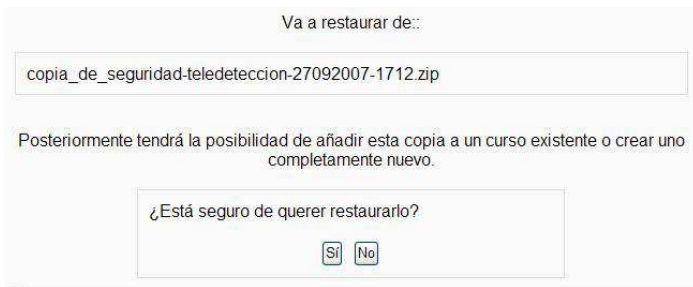 Va a restaurar de::
copia_de_seguridad-teledeteccion-27092007-1712.zip
Posteriormente tendrá la posibilidad de añadir esta copia a un curso existente o crear uno
completamente nuevo.
¿Está seguro de querer restaurarlo?
Sí No